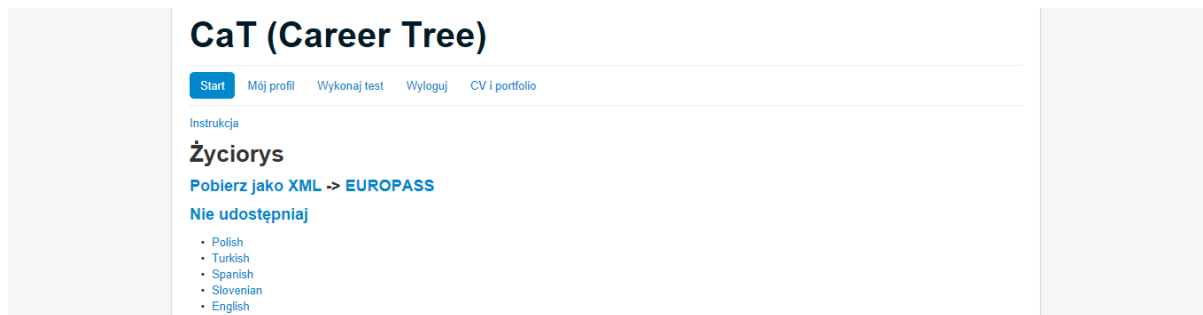 CaT (Career Tree)
Start Mój profil Wykonaj test Wyloguj CV i portfolio
Instrukcja
Życiorys
Pobierz jako XML -> EUROPASS
Nie udostępniaj
• Polish
• Turkish
• Spanish
• Slovenian
• English